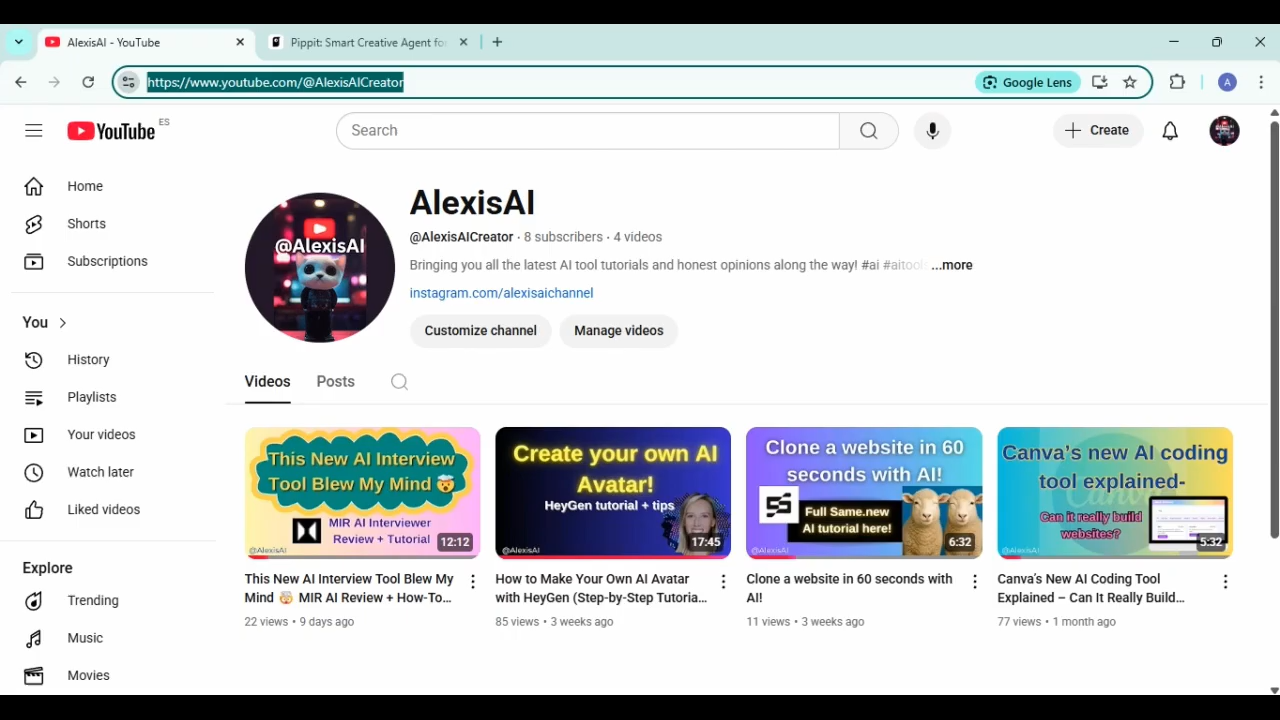 AlexisAI - YouTube
Pippit: Smart Creative Agent for
https://www.youtube.com/@AlexisAICreator
Google Lens
A
YouTube ES
Search
Create
Home
Shorts
Subscriptions
You
History
Playlists
Your videos
Watch later
Liked videos
Explore
Trending
Music
Movies
@AlexisAI
AlexisAI
@AlexisAICreator · 8 subscribers · 4 videos
Bringing you all the latest AI tool tutorials and honest opinions along the way! #ai #aitool ...more
instagram.com/alexisaichannel
Customize channel
Manage videos
Videos
Posts
This New AI Interview
Tool Blew My Mind 🤯
MIR AI Interviewer
Review + Tutorial
@AlexisAI
12:12
This New AI Interview Tool Blew My
Mind 🤯 MIR AI Review + How-To...
22 views • 9 days ago
Create your own AI
Avatar!
HeyGen tutorial + tips
@AlexisAI
17:45
How to Make Your Own AI Avatar
with HeyGen (Step-by-Step Tutoria...
85 views • 3 weeks ago
Clone a website in 60
seconds with AI!
Full Same.new
AI tutorial here!
@AlexisAI
6:32
Clone a website in 60 seconds with
AI!
11 views • 3 weeks ago
Canva's new AI coding
tool explained-
Can it really build
websites?
@AlexisAI
5:32
Canva's New AI Coding Tool
Explained – Can It Really Build...
77 views • 1 month ago